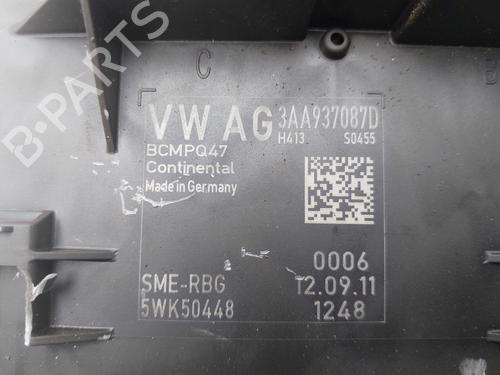 C
VW AG 3AA937087D
H413 S0455
BCMPQ47
Continental
Made in Germany
0006
SME-RBG 12.09.11
5WK50448 1248
B-PARTS